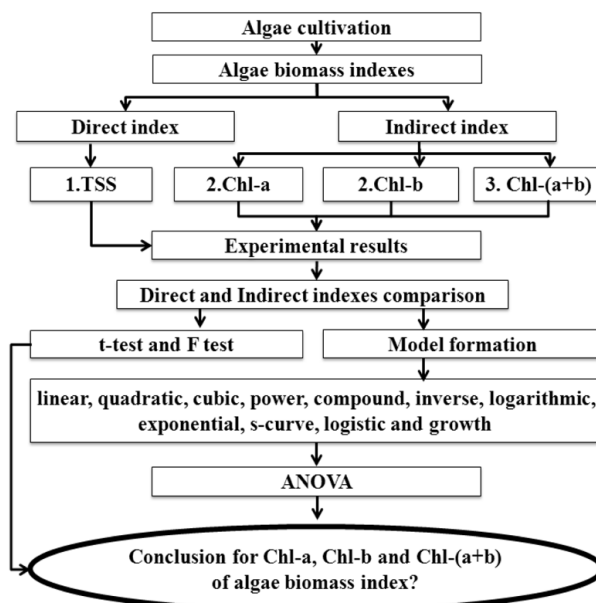 Algae cultivation
Algae biomass indexes
Direct index
Indirect index
1.TSS
2.Chl-a
2.Chl-b
3. Chl-(a+b)
Experimental results
Direct and Indirect indexes comparison
t-test and F test
Model formation
linear, quadratic, cubic, power, compound, inverse, logarithmic,
exponential, s-curve, logistic and growth
ANOVA
Conclusion for Chl-a, Chl-b and Chl-(a+b)
of algae biomass index?